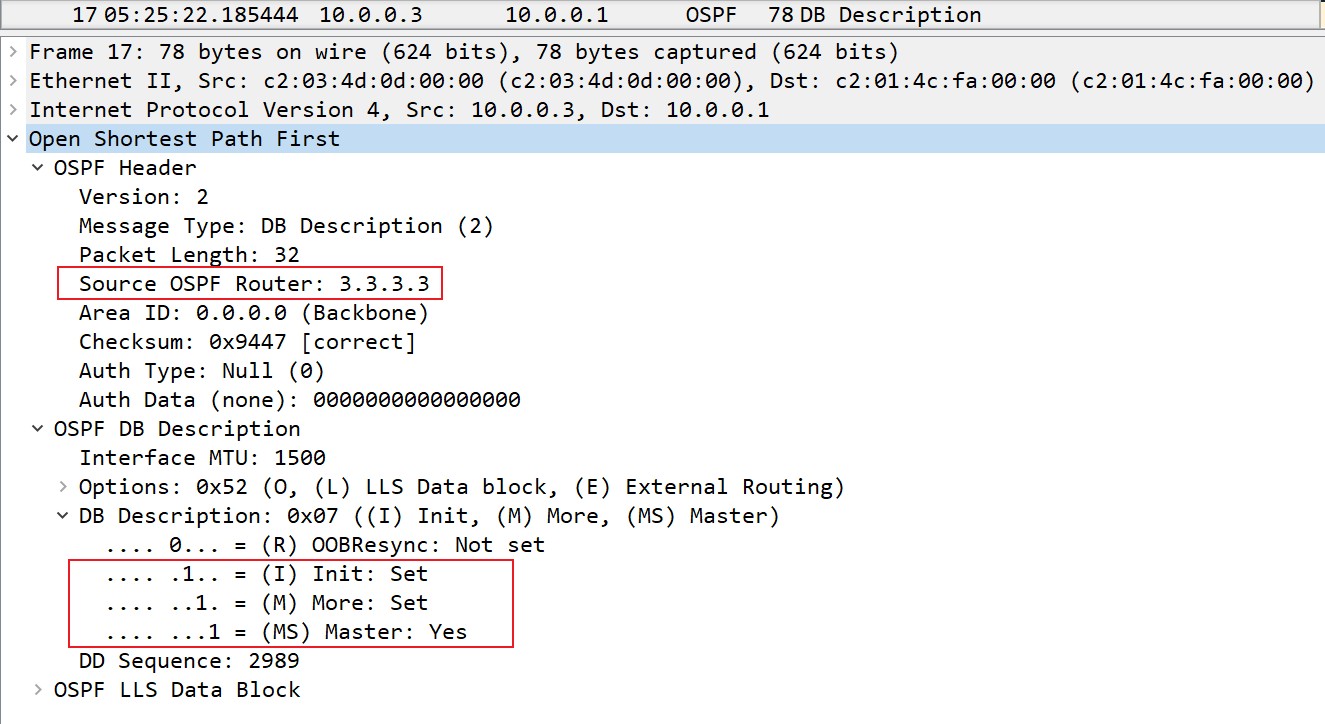 17 05:25:22.185444 10.0.0.3 10.0.0.1 OSPF 78 DB Description
Frame 17: 78 bytes on wire (624 bits), 78 bytes captured (624 bits)
Ethernet II, Src: c2:03:4d:0d:00:00 (c2:03:4d:0d:00:00), Dst: c2:01:4c:fa:00:00 (c2:01:4c:fa:00:00)
Internet Protocol Version 4, Src: 10.0.0.3, Dst: 10.0.0.1
Open Shortest Path First
OSPF Header
Version: 2
Message Type: DB Description (2)
Packet Length: 32
Source OSPF Router: 3.3.3.3
Area ID: 0.0.0.0 (Backbone)
Checksum: 0x9447 [correct]
Auth Type: Null (0)
Auth Data (none): 0000000000000000
OSPF DB Description
Interface MTU: 1500
Options: 0x52 (O, (L) LLS Data block, (E) External Routing)
DB Description: 0x07 ((I) Init, (M) More, (MS) Master)
.... 0... = (R) OOBResync: Not set
.... .1.. = (I) Init: Set
.... ..1. = (M) More: Set
.... ...1 = (MS) Master: Yes
DD Sequence: 2989
OSPF LLS Data Block